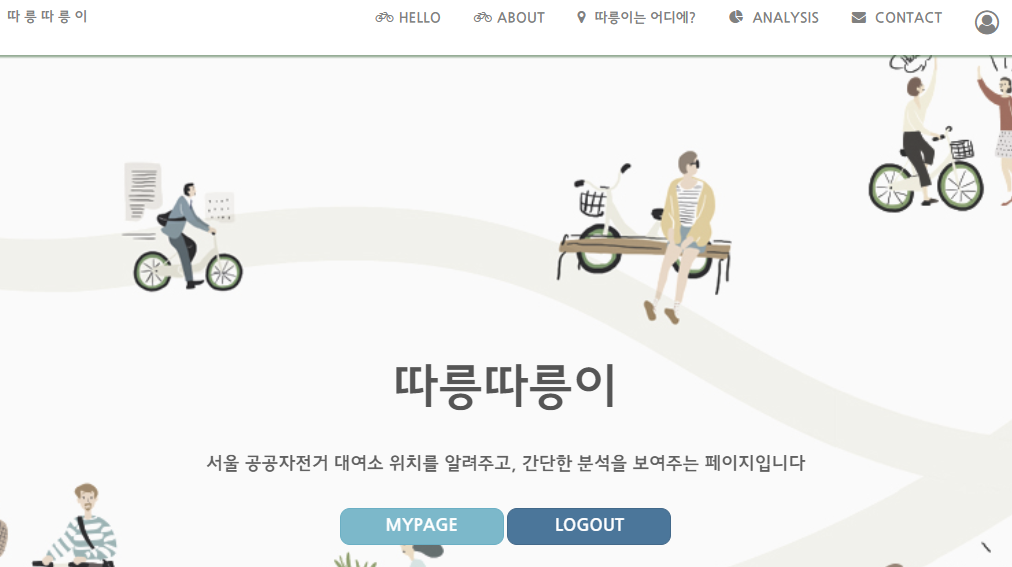 따 릉 따 릉 이
HELLO ABOUT 따릉이는 어디에? ANALYSIS CONTACT
따릉따릉이
서울 공공자전거 대여소 위치를 알려주고, 간단한 분석을 보여주는 페이지입니다
MYPAGE LOGOUT